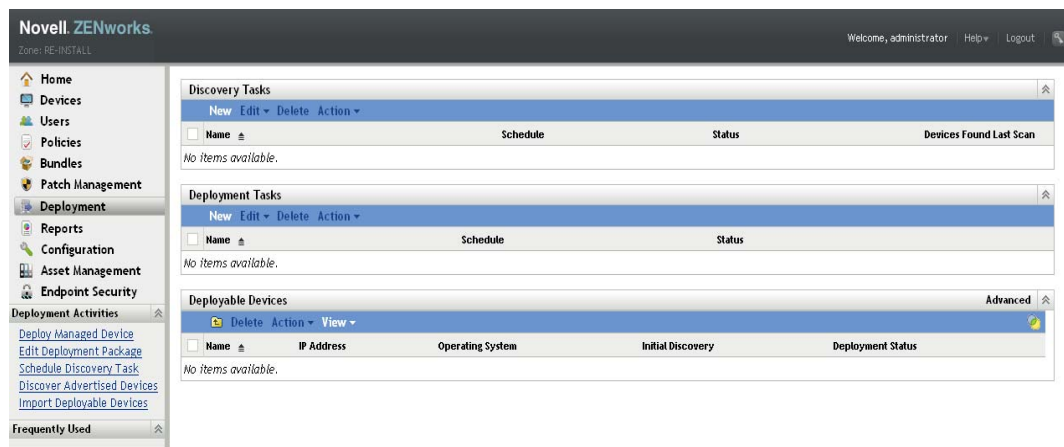 Novell. ZENworks.
Zone: RE-INSTALL
Welcome, administrator Help Logout
Home
Devices
Users
Policies
Bundles
Patch Management
Deployment
Reports
Configuration
Asset Management
Endpoint Security
Deployment Activities
Deploy Managed Device
Edit Deployment Package
Schedule Discovery Task
Discover Advertised Devices
Import Deployable Devices
Frequently Used
Discovery Tasks
New Edit Delete Action
Name Schedule Status Devices Found Last Scan
No items available.
Deployment Tasks
New Edit Delete Action
Name Schedule Status
No items available.
Deployable Devices Advanced
Delete Action View
Name IP Address Operating System Initial Discovery Deployment Status
No items available.